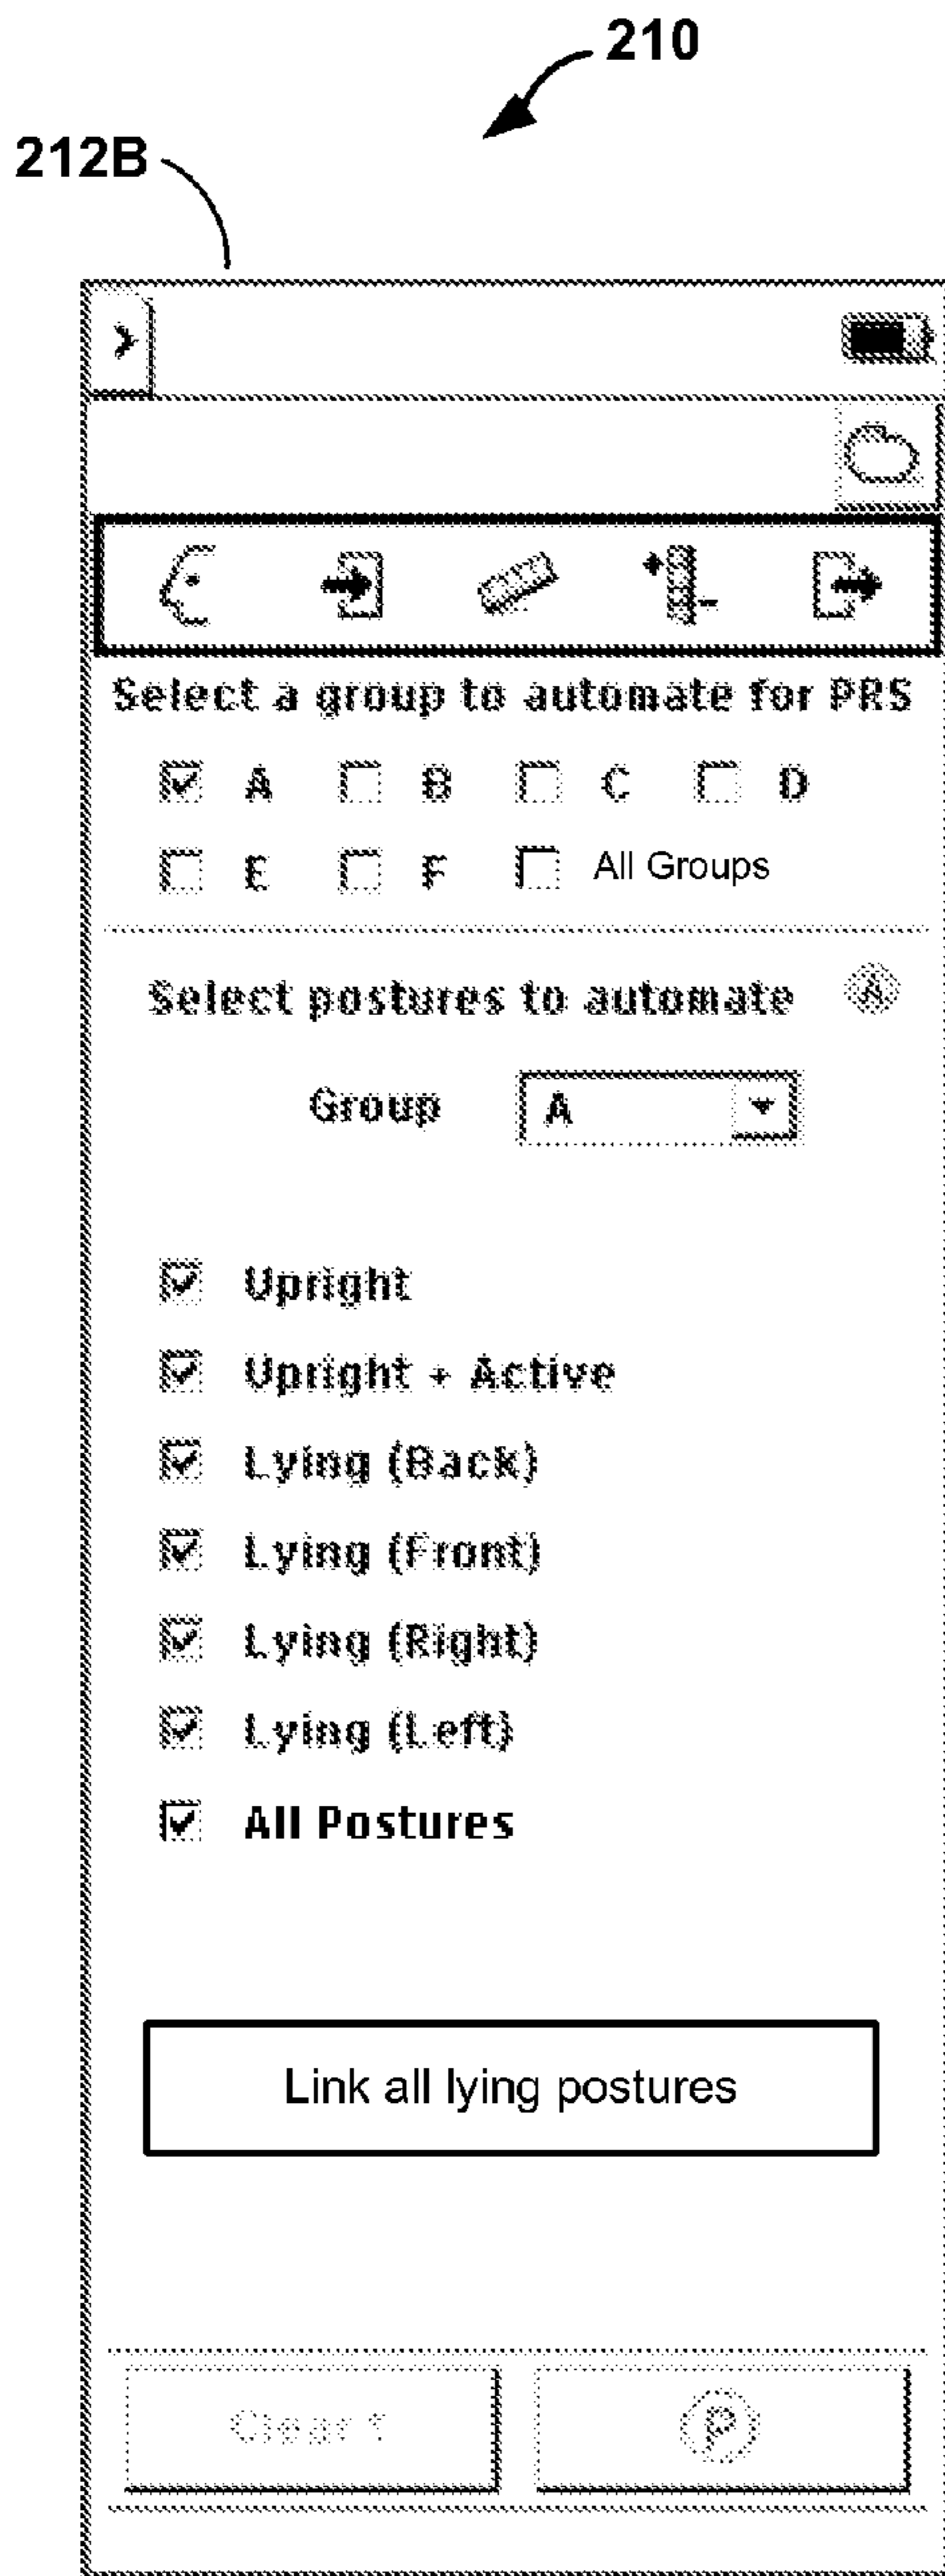 210
212B
Select a group to automate for PRS
A B C D
E F All Groups
Select postures to automate A
Group A
Upright
Upright + Active
Lying (Back)
Lying (Front)
Lying (Right)
Lying (Left)
All Postures
Link all lying postures
P